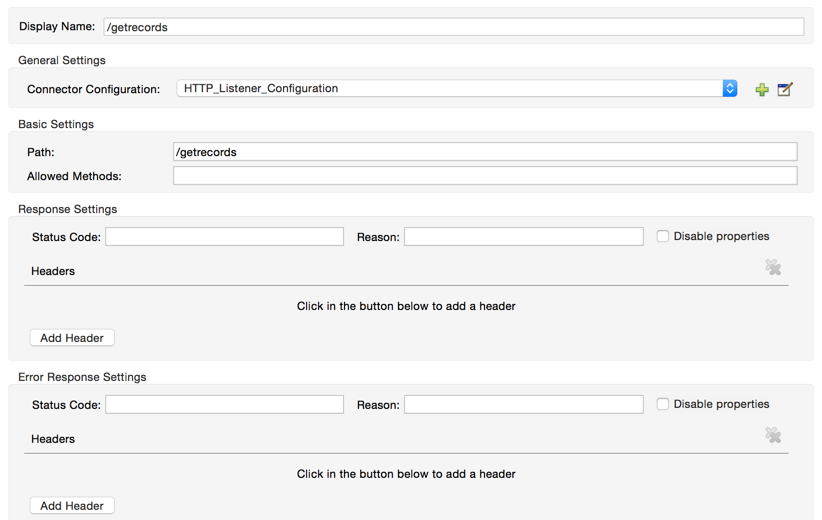 Display Name: /getrecords
General Settings
Connector Configuration: HTTP_Listener_Configuration
Basic Settings
Path: /getrecords
Allowed Methods:
Response Settings
Status Code: Reason: Disable properties
Headers
Click in the button below to add a header
Add Header
Error Response Settings
Status Code: Reason: Disable properties
Headers
Click in the button below to add a header
Add Header